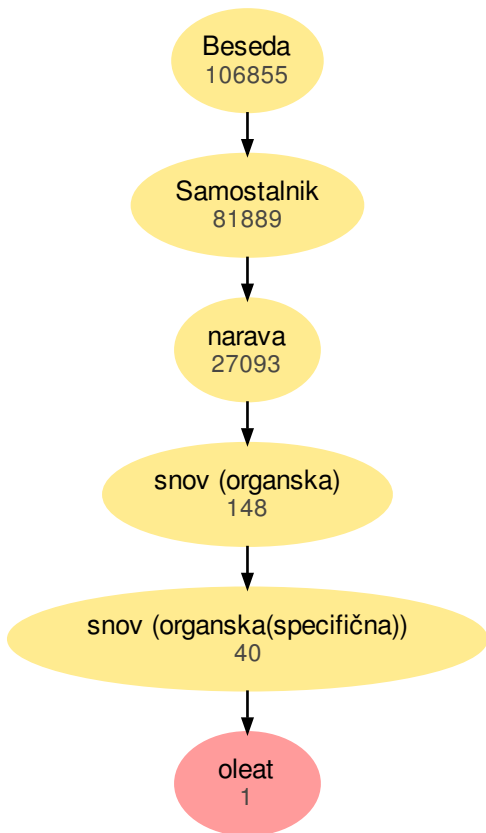 Beseda
106855
Samostalnik
81889
narava
27093
snov (organska)
148
snov (organska(specifična))
40
oleat
1